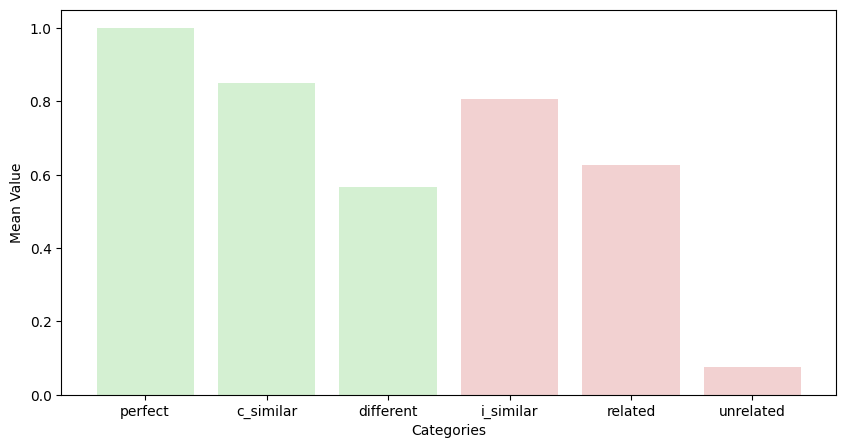 Mean Value
1.0
0.8
0.6
0.4
0.2
0.0
perfect c_similar different i_similar related unrelated
Categories